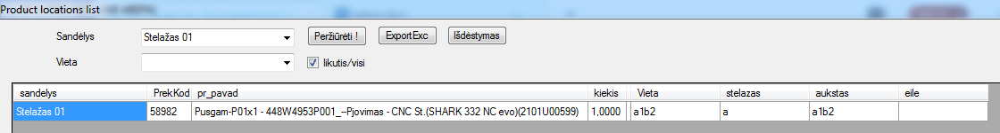 Product locations list
Sandėlys Stelažas 01 Peržiūrėti ! ExportExc Išdėstymas
Vieta likutis/visi
sandelys PrekKod pr_pavad kiekis Vieta stelazas aukstas eile
Stelažas 01 58982 Pusgam-P01x1 - 448W4953P001_--Pjovimas - CNC St.(SHARK 332 NC evo)(2101U00599) 1,0000 a1b2 a a1b2